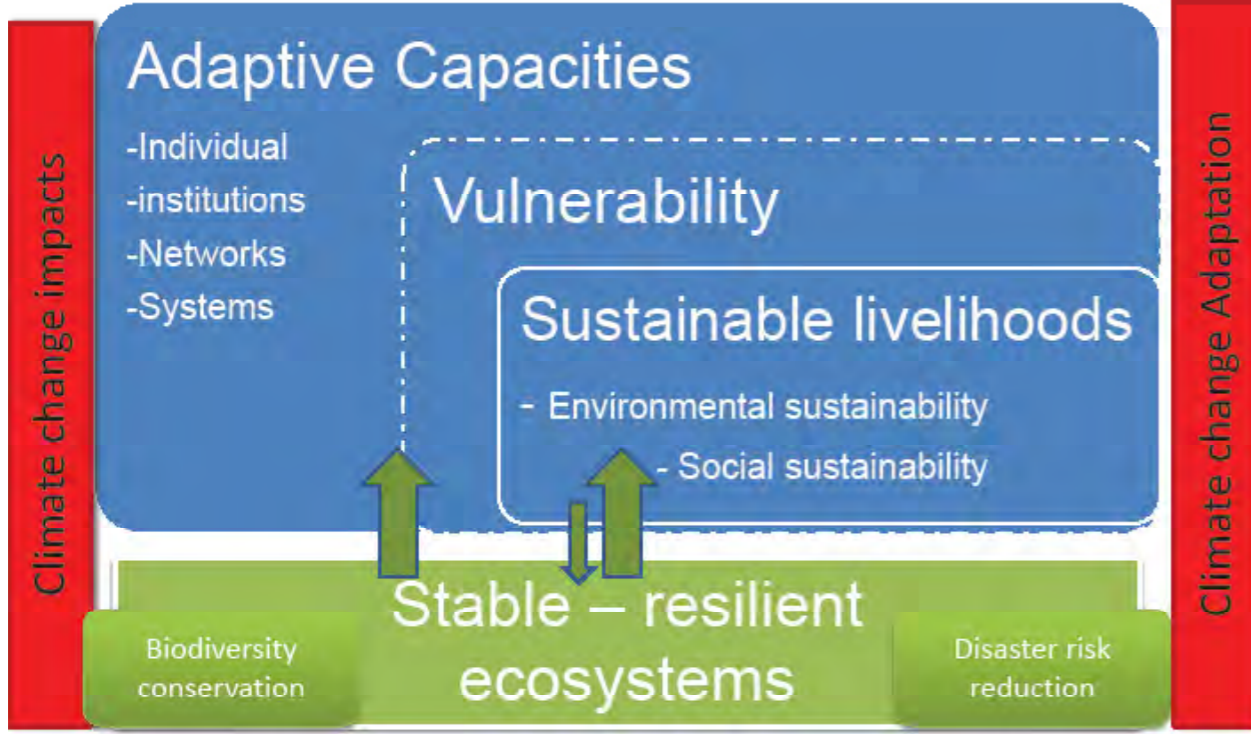 Climate change impacts
Adaptive Capacities
-Individual
-institutions
-Networks
-Systems
Vulnerability
Sustainable livelihoods
- Environmental sustainability
- Social sustainability
Stable – resilient
ecosystems
Biodiversity
conservation
Disaster risk
reduction
Climate change Adaptation